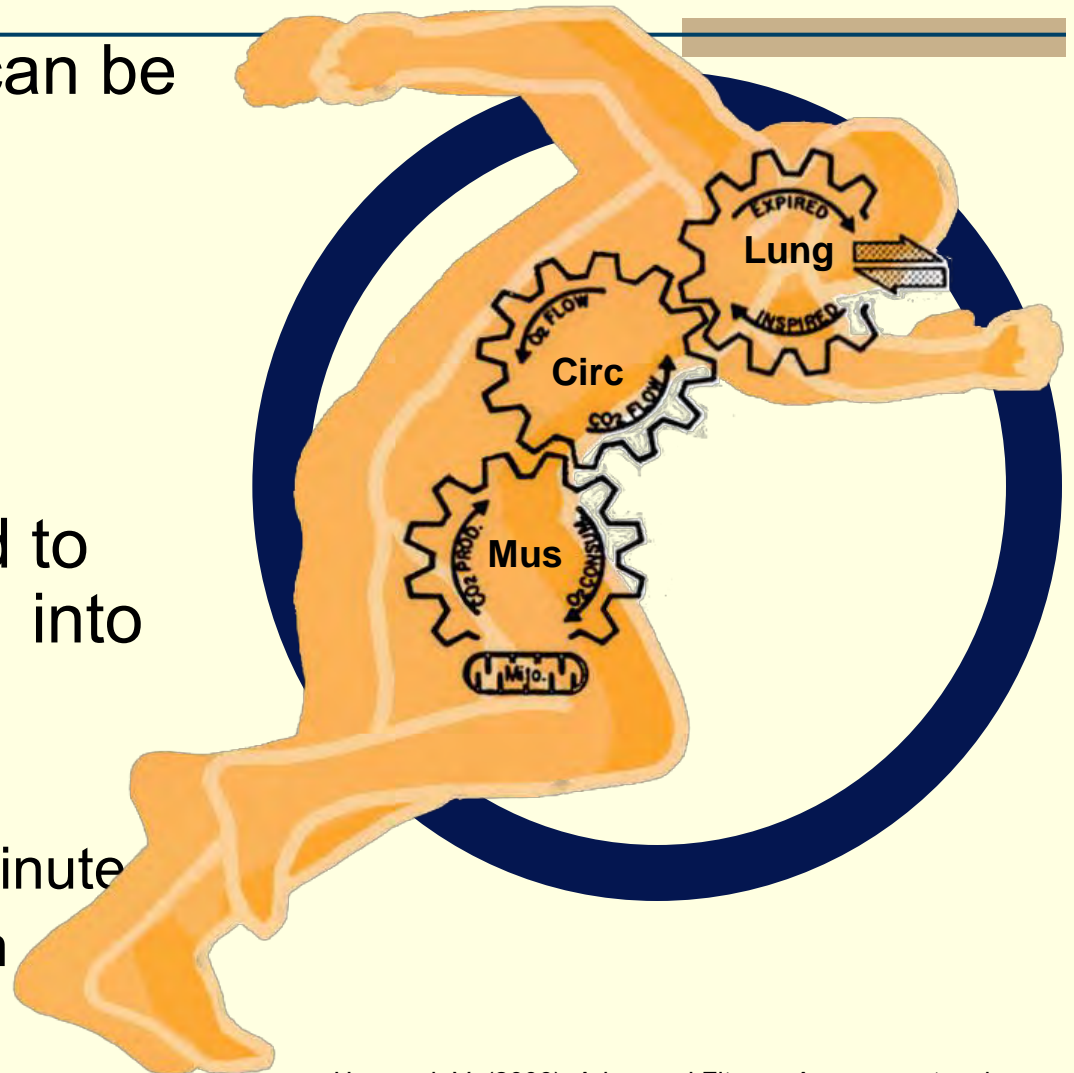 can be
EXPIRED
Lung
INSPIRED
O2 FLOW
Circ
CO2 FLOW
d to
into
CO2 PROD.
Mus
O2 CONSUM
Mito.
inute